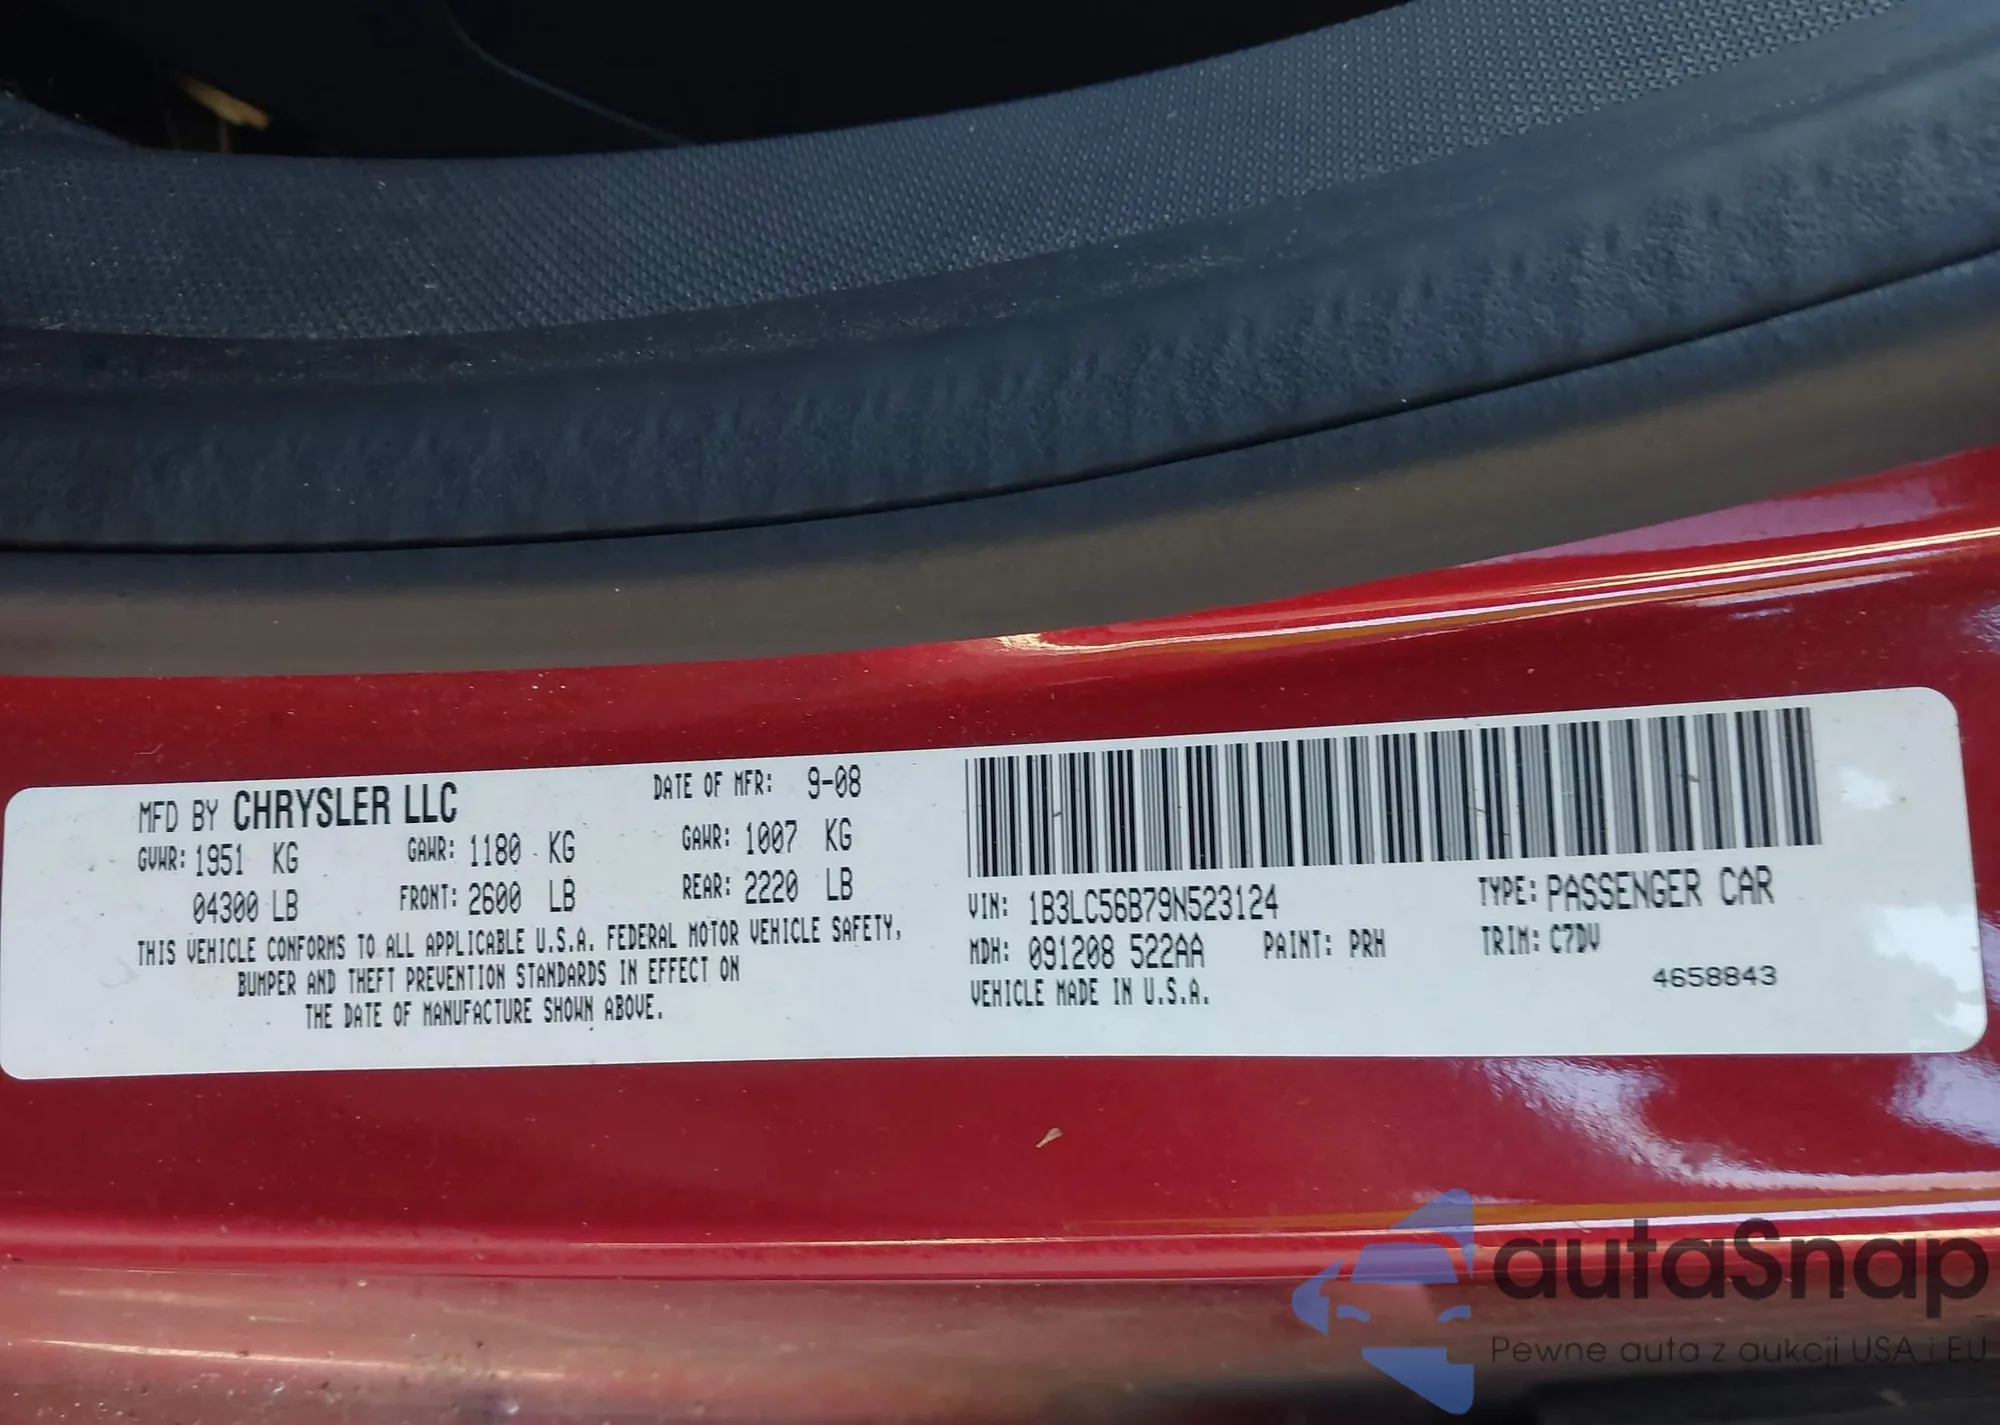 MFD BY CHRYSLER LLC DATE OF MFR: 9-08
GVWR: 1951 KG GAWR: 1180 KG GAWR: 1007 KG
04300 LB FRONT: 2600 LB REAR: 2220 LB
THIS VEHICLE CONFORMS TO ALL APPLICABLE U.S.A. FEDERAL MOTOR VEHICLE SAFETY,
BUMPER AND THEFT PREVENTION STANDARDS IN EFFECT ON
THE DATE OF MANUFACTURE SHOWN ABOVE.
VIN: 1B3LC56B79N523124 TYPE: PASSENGER CAR
MDH: 091208 522AA PAINT: PRH TRIM: C7DV
VEHICLE MADE IN U.S.A. 4658843
autaSnap
Pewne auta z aukcji USA i EU